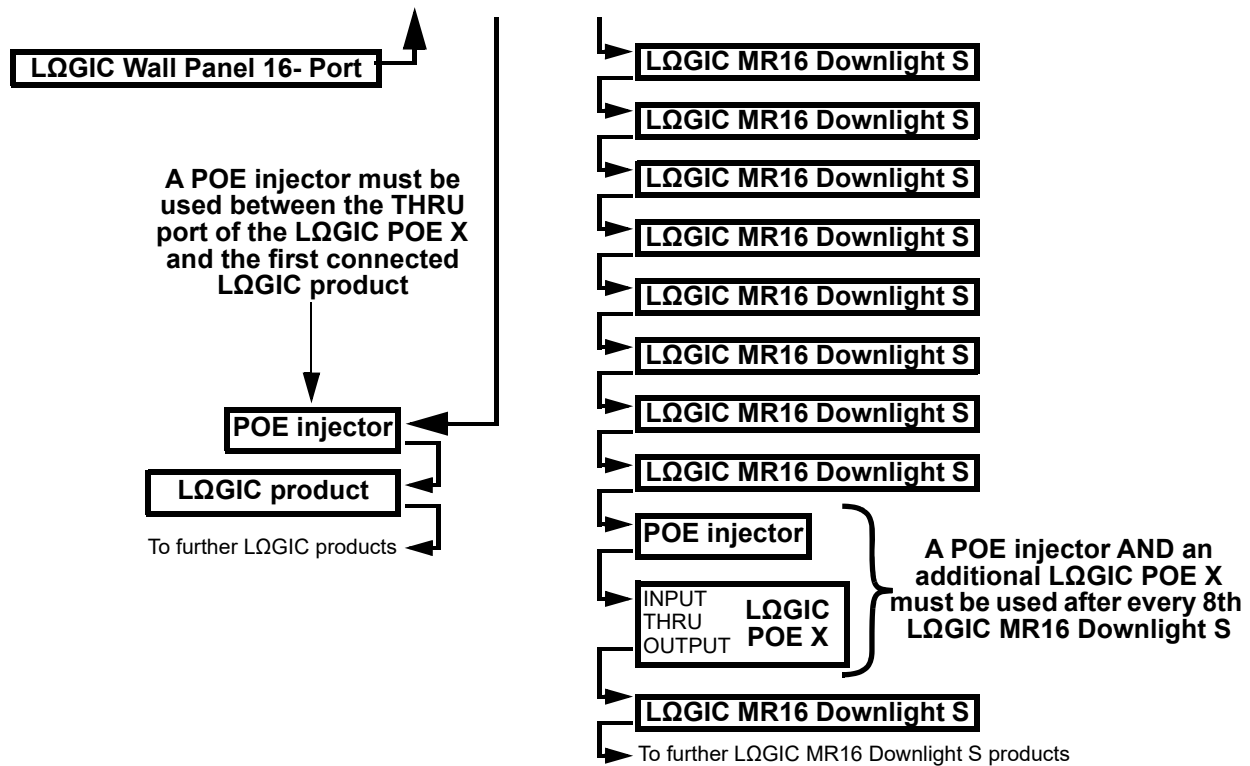 LΩGIC Wall Panel 16- Port
A POE injector must be
used between the THRU
port of the LΩGIC POE X
and the first connected
LΩGIC product
POE injector
LΩGIC product
To further LΩGIC products
LΩGIC MR16 Downlight S
LΩGIC MR16 Downlight S
LΩGIC MR16 Downlight S
LΩGIC MR16 Downlight S
LΩGIC MR16 Downlight S
LΩGIC MR16 Downlight S
LΩGIC MR16 Downlight S
LΩGIC MR16 Downlight S
POE injector
INPUT
THRU
OUTPUT
LΩGIC
POE X
A POE injector AND an
additional LΩGIC POE X
must be used after every 8th
LΩGIC MR16 Downlight S
LΩGIC MR16 Downlight S
To further LΩGIC MR16 Downlight S products